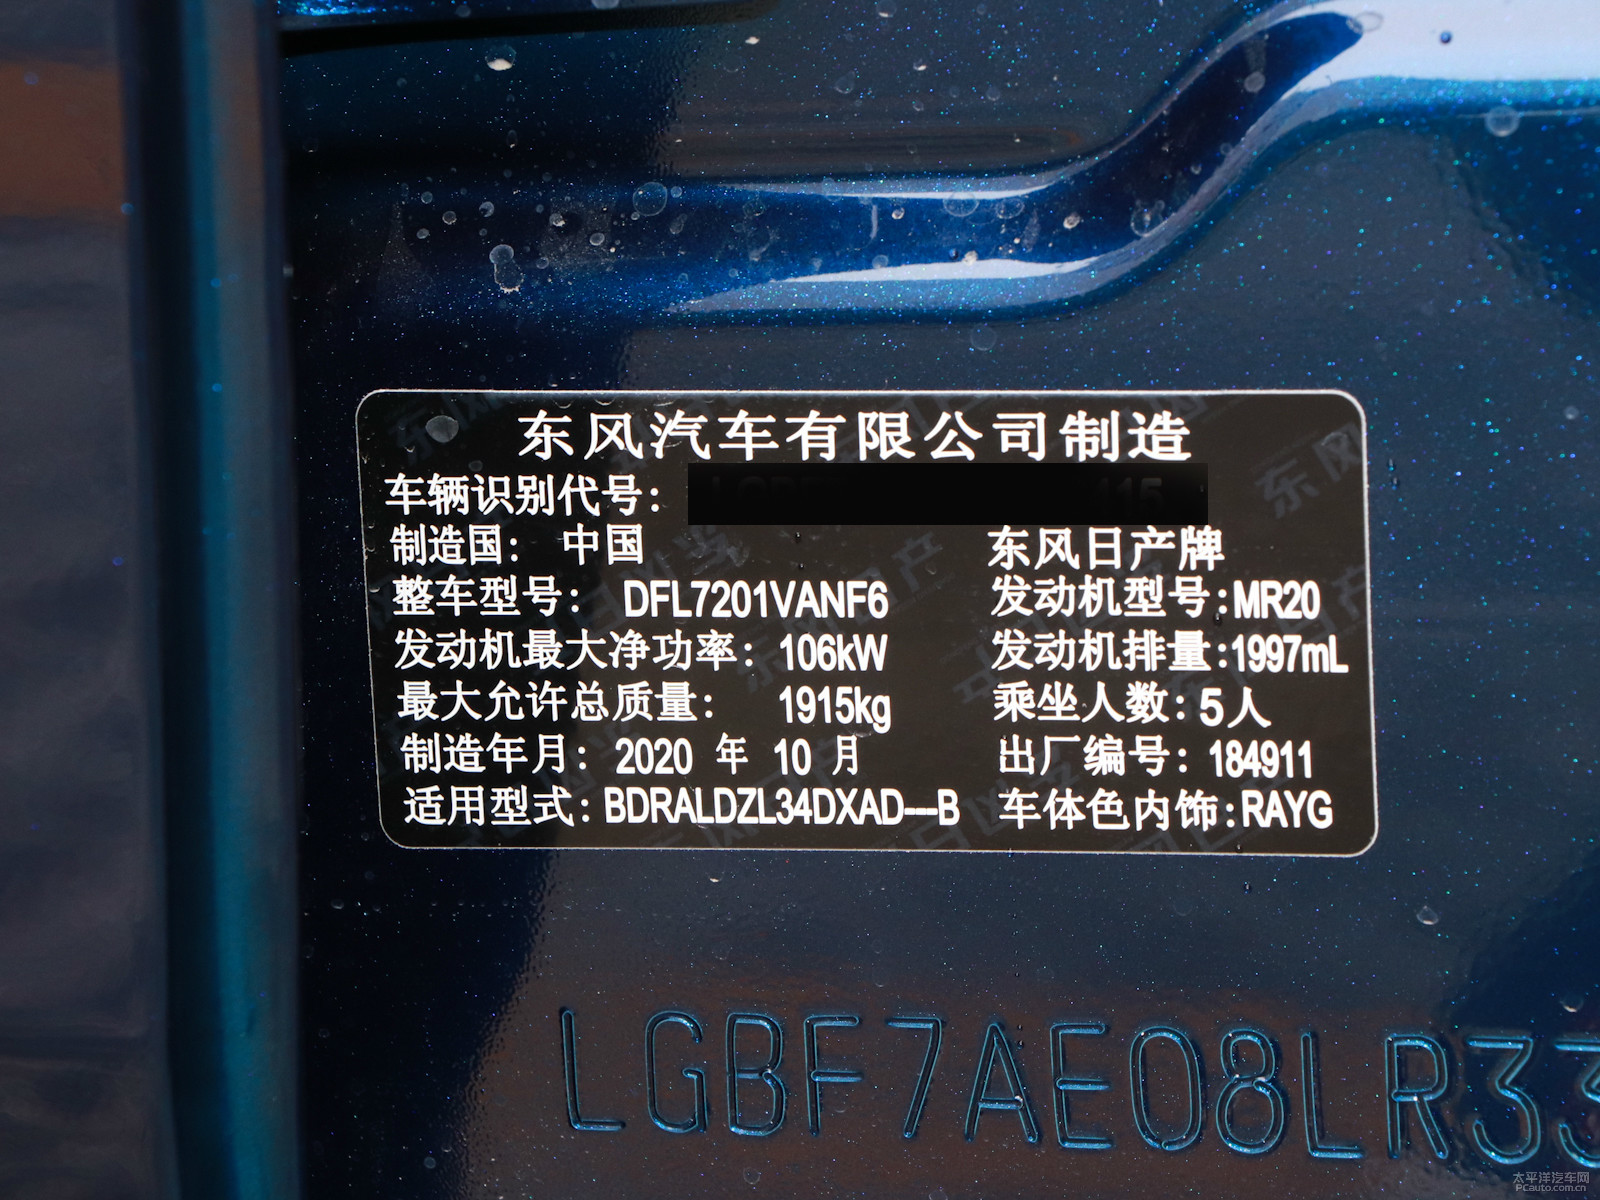 东风汽车有限公司制造
车辆识别代号:
制造国: 中国 东风日产牌
整车型号: DFL7201VANF6 发动机型号:MR20
发动机最大净功率: 106kW 发动机排量:1997mL
最大允许总质量: 1915kg 乘坐人数:5人
制造年月: 2020 年 10 月 出厂编号: 184911
适用型式:BDRALDZL34DXAD---B 车体色内饰:RAYG
LGBF7AE08LR33
太平洋汽车网
PCauto.com.cn